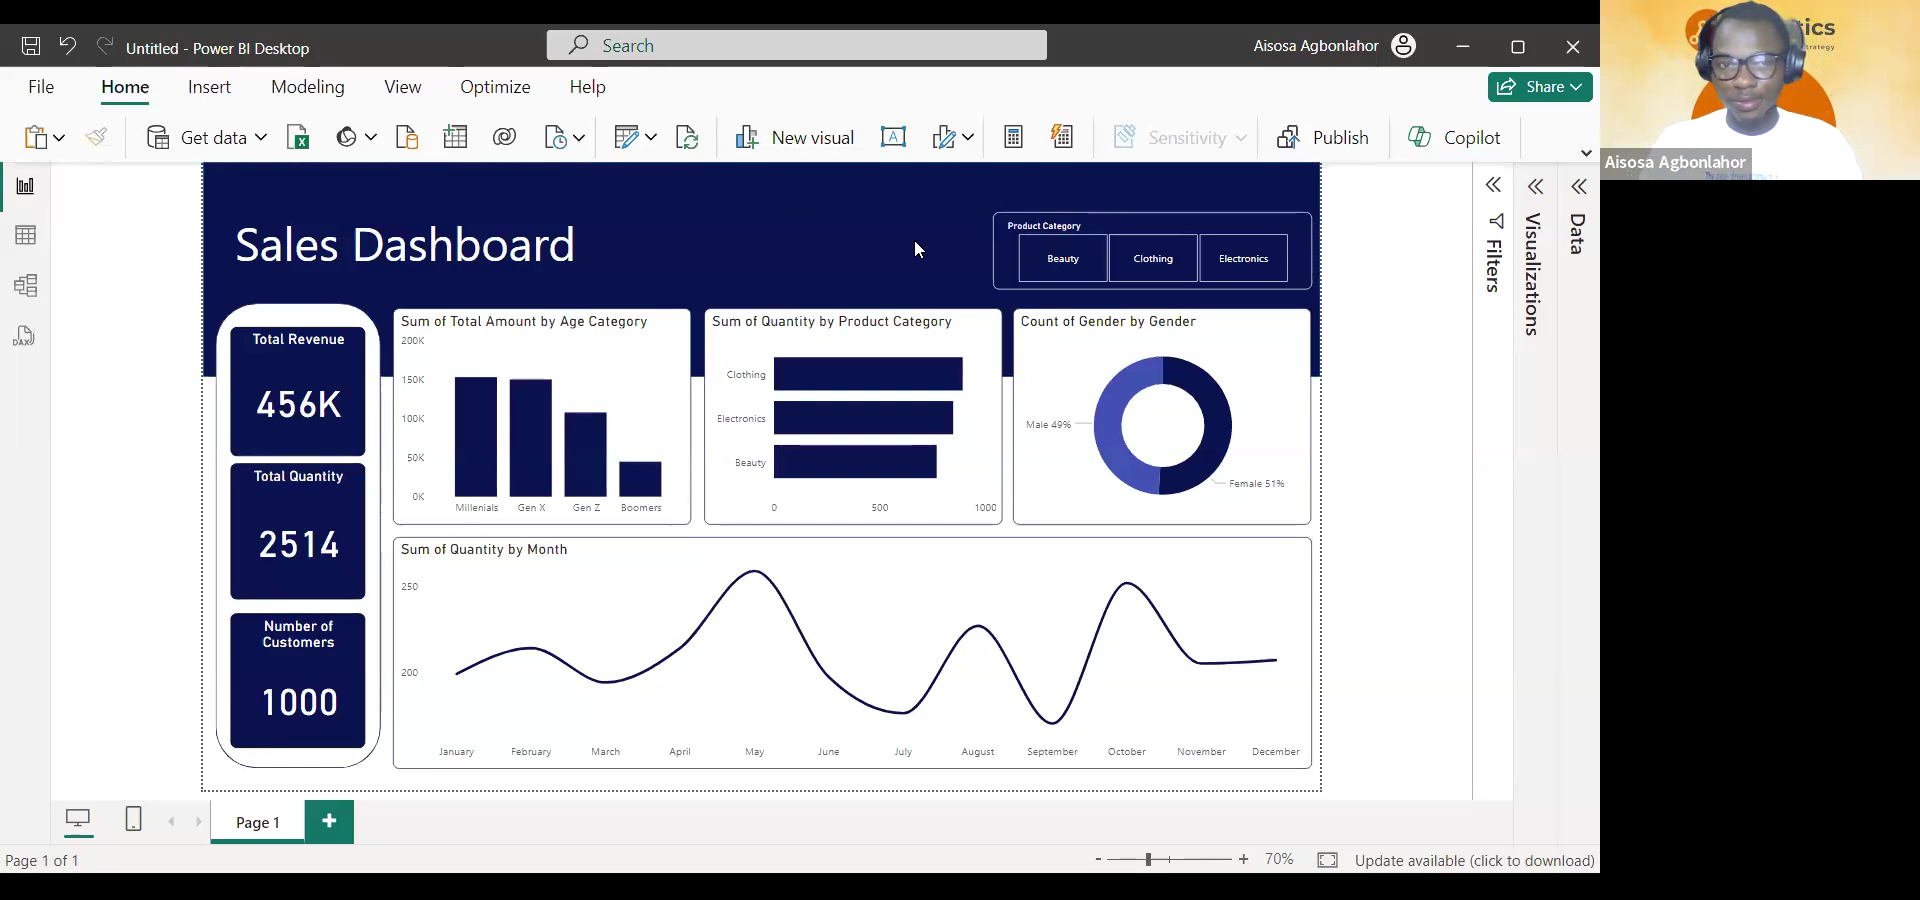 Untitled - Power BI Desktop
Search
Aisosa Agbonlahor
File Home Insert Modeling View Optimize Help
Share
Get data
New visual
Sensitivity
Publish
Copilot
tics
trategy
Aisosa Agbonlahor
Sales Dashboard
Product Category
Beauty Clothing Electronics
Filters
Visualizations
Data
Total Revenue
456K
Total Quantity
2514
Number of
Customers
1000
Sum of Total Amount by Age Category
200K
150K
100K
50K
0K
Millenials Gen X Gen Z Boomers
Sum of Quantity by Product Category
Clothing
Electronics
Beauty
0 500 1000
Count of Gender by Gender
Male 49%
Female 51%
Sum of Quantity by Month
250
200
January February March April May June July August September October November December
Page 1
Page 1 of 1
- + 70%
Update available (click to download)
DAX